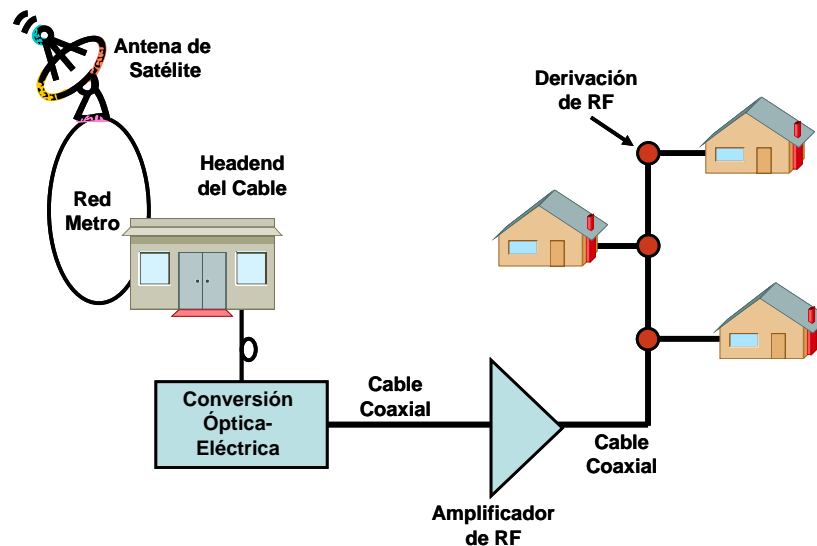 Antena de
Satélite
Derivación
de RF
Headend
del Cable
Red
Metro
Conversión
Óptica-
Eléctrica
Cable
Coaxial
Cable
Coaxial
Amplificador
de RF